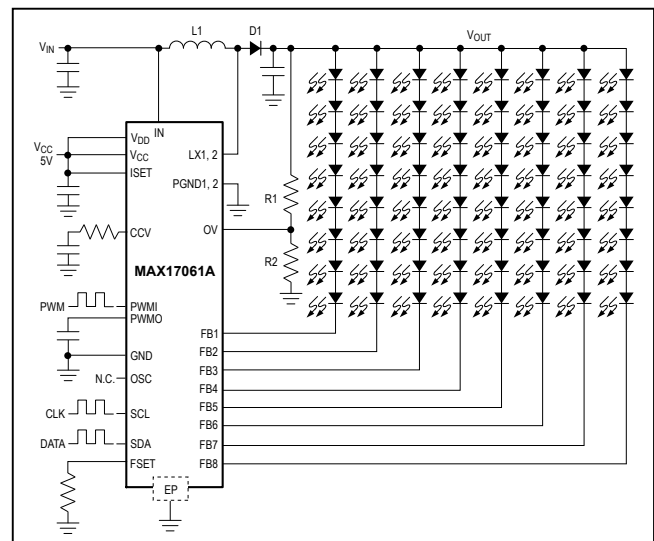 VIN
L1
D1
VOUT
IN
VDD
VCC
VCC
5V
ISET
LX1, 2
PGND1, 2
R1
CCV
OV
R2
MAX17061A
PWM
PWMI
PWMO
FB1
GND
FB2
FB3
N.C.
OSC
FB4
CLK
SCL
FB5
FB6
DATA
SDA
FB7
FSET
FB8
EP